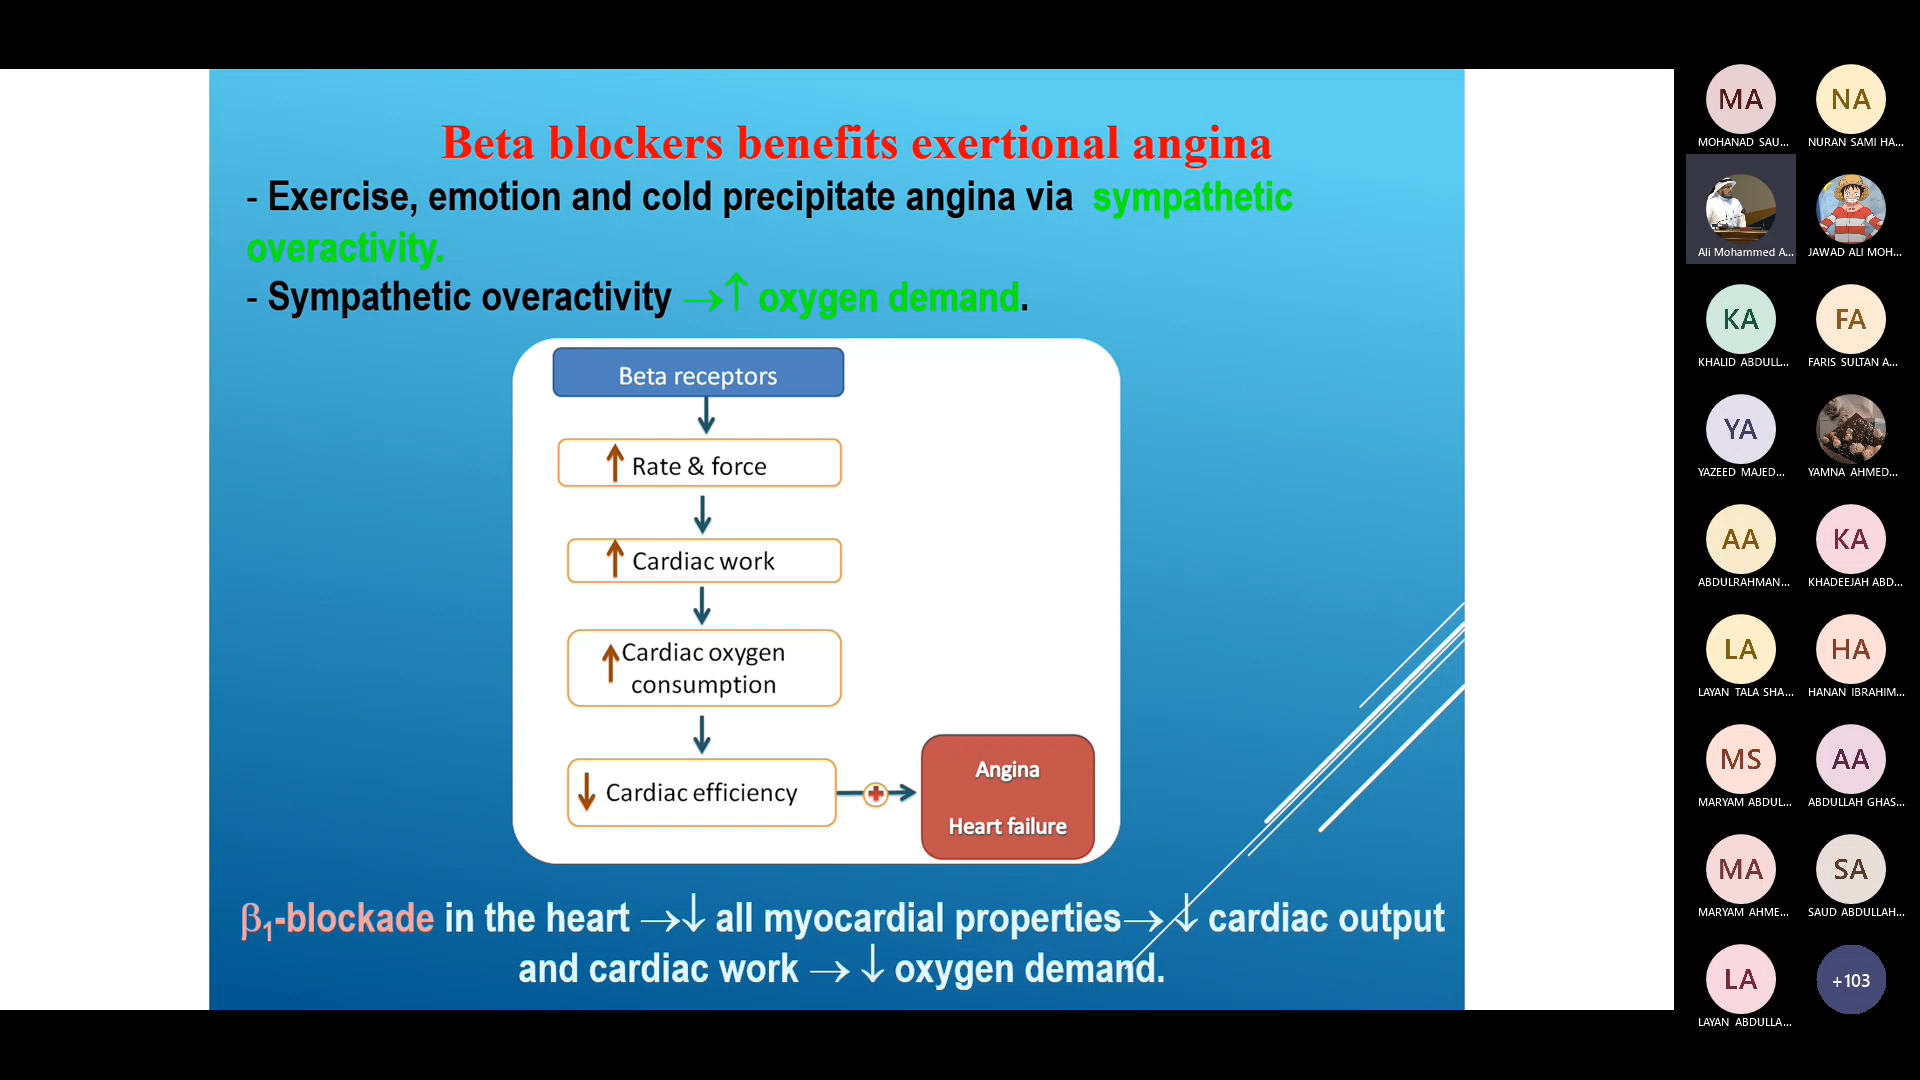 Beta blockers benefits exertional angina
- Exercise, emotion and cold precipitate angina via sympathetic
overactivity.
- Sympathetic overactivity →↑ oxygen demand.
Beta receptors
↑ Rate & force
↑ Cardiac work
↑ Cardiac oxygen
consumption
↓ Cardiac efficiency
Angina
Heart failure
β1-blockade in the heart →↓ all myocardial properties→ ↓ cardiac output
and cardiac work → ↓ oxygen demand.
MA
MOHANAD SAU...
NA
NURAN SAMI HA...
Ali Mohammed A...
JAWAD ALI MOH...
KA
KHALID ABDULL...
FA
FARIS SULTAN A...
YA
YAZEED MAJED...
YAMNA AHMED...
AA
ABDULRAHMAN...
KA
KHADEEJAH ABD...
LA
LAYAN TALA SHA...
HA
HANAN IBRAHIM...
MS
MARYAM ABDUL...
AA
ABDULLAH GHAS...
MA
MARYAM AHME...
SA
SAUD ABDULLAH...
LA
LAYAN ABDULLA...
+103